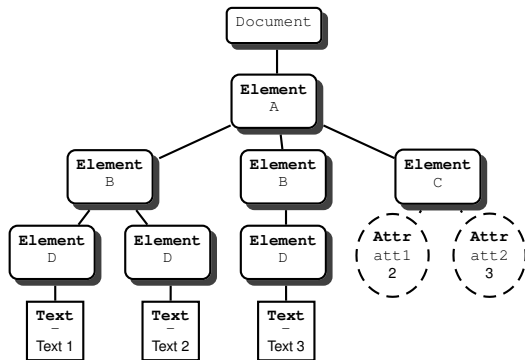 Document
Element
A
Element
B
Element
B
Element
C
Element
D
Element
D
Element
D
Attr
att1
2
Attr
att2
3
Text
–
Text 1
Text
–
Text 2
Text
–
Text 3